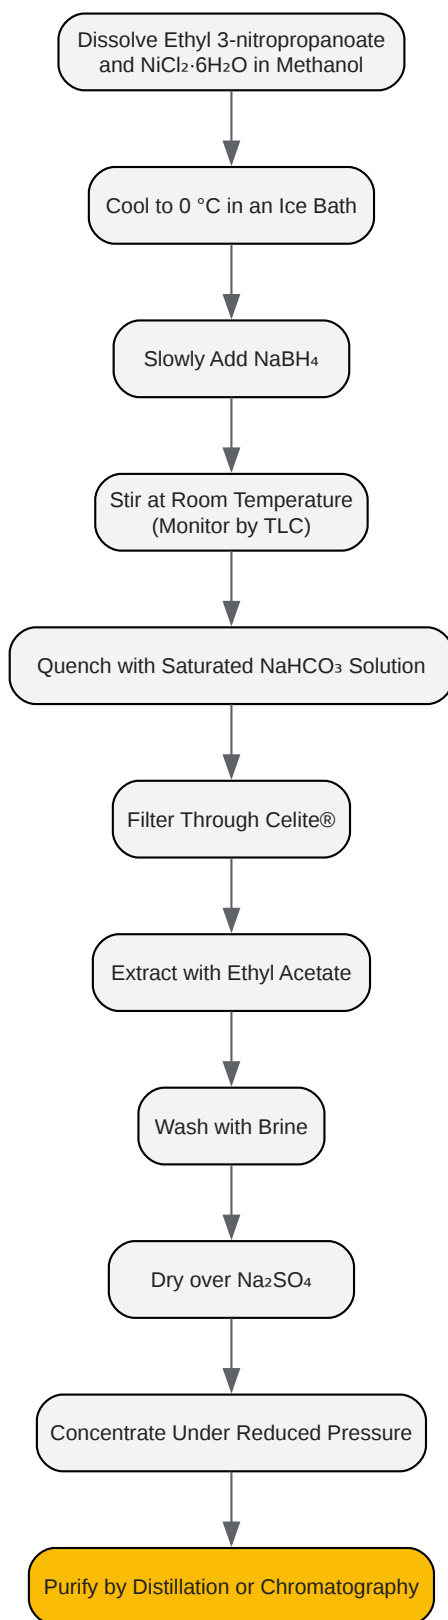 Dissolve Ethyl 3-nitropropanoate
and NiCl₂·6H₂O in Methanol
Cool to 0 °C in an Ice Bath
Slowly Add NaBH₄
Stir at Room Temperature
(Monitor by TLC)
Quench with Saturated NaHCO₃ Solution
Filter Through Celite®
Extract with Ethyl Acetate
Wash with Brine
Dry over Na₂SO₄
Concentrate Under Reduced Pressure
Purify by Distillation or Chromatography